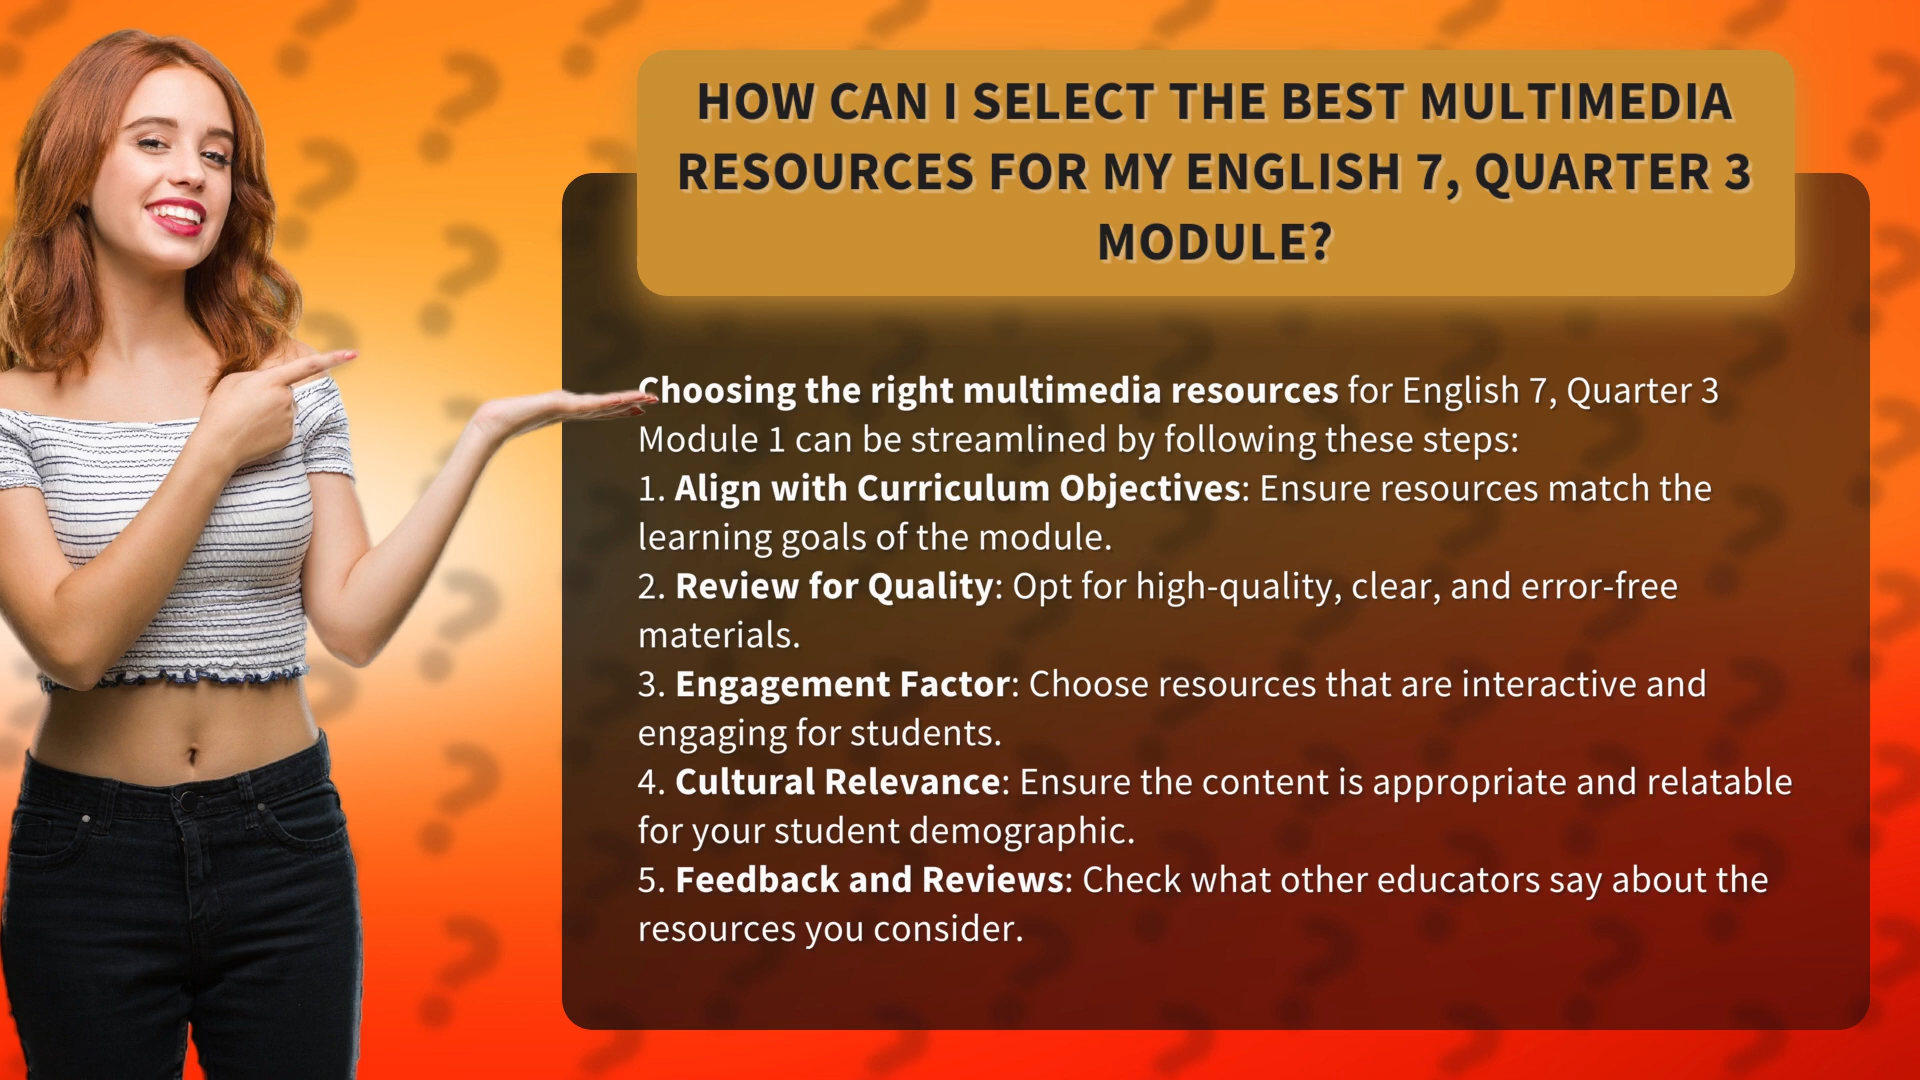 HOW CAN I SELECT THE BEST MULTIMEDIA
RESOURCES FOR MY ENGLISH 7, QUARTER 3
MODULE?
Choosing the right multimedia resources for English 7, Quarter 3
Module 1 can be streamlined by following these steps:
1. Align with Curriculum Objectives: Ensure resources match the
learning goals of the module.
2. Review for Quality: Opt for high-quality, clear, and error-free
materials.
3. Engagement Factor: Choose resources that are interactive and
engaging for students.
4. Cultural Relevance: Ensure the content is appropriate and relatable
for your student demographic.
5. Feedback and Reviews: Check what other educators say about the
resources you consider.